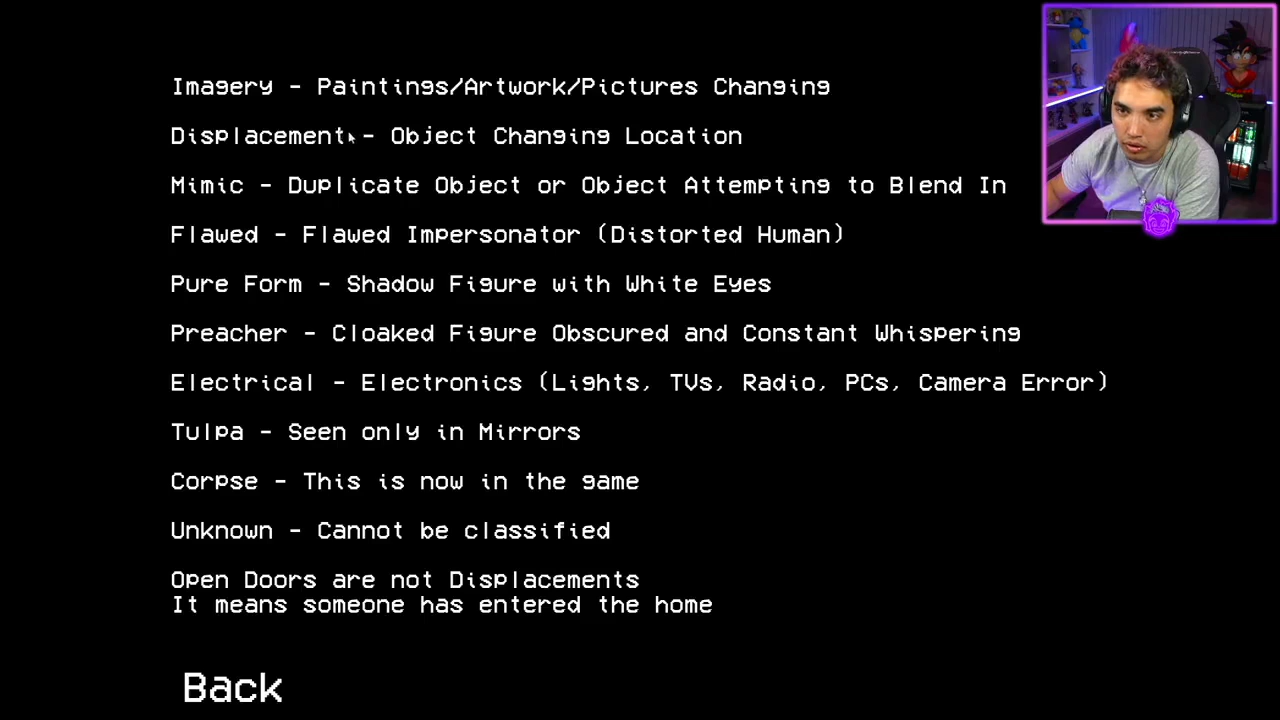 Imagery - Paintings/Artwork/Pictures Changing
Displacement - Object Changing Location
Mimic - Duplicate Object or Object Attempting to Blend In
Flawed - Flawed Impersonator (Distorted Human)
Pure Form - Shadow Figure with White Eyes
Preacher - Cloaked Figure Obscured and Constant Whispering
Electrical - Electronics (Lights, TVs, Radio, PCs, Camera Error)
Tulpa - Seen only in Mirrors
Corpse - This is now in the game
Unknown - Cannot be classified
Open Doors are not Displacements
It means someone has entered the home
Back